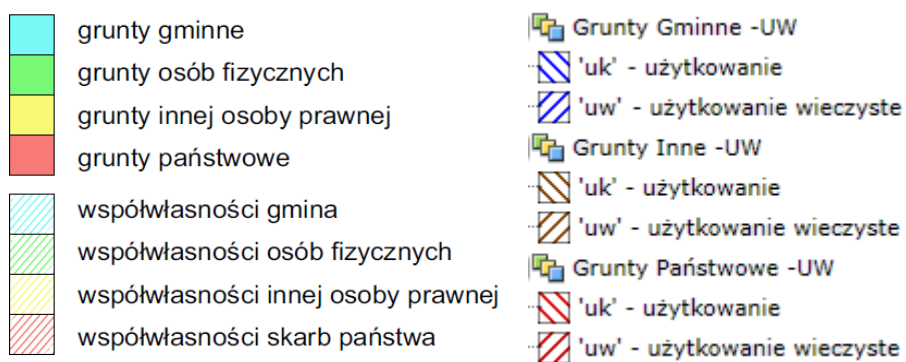 grunty gminne
grunty osób fizycznych
grunty innej osoby prawnej
grunty państwowe
współwłasności gmina
współwłasności osób fizycznych
współwłasności innej osoby prawnej
współwłasności skarb państwa
Grunty Gminne -UW
'uk' - użytkowanie
'uw' - użytkowanie wieczyste
Grunty Inne -UW
'uk' - użytkowanie
'uw' - użytkowanie wieczyste
Grunty Państwowe -UW
'uk' - użytkowanie
'uw' - użytkowanie wieczyste